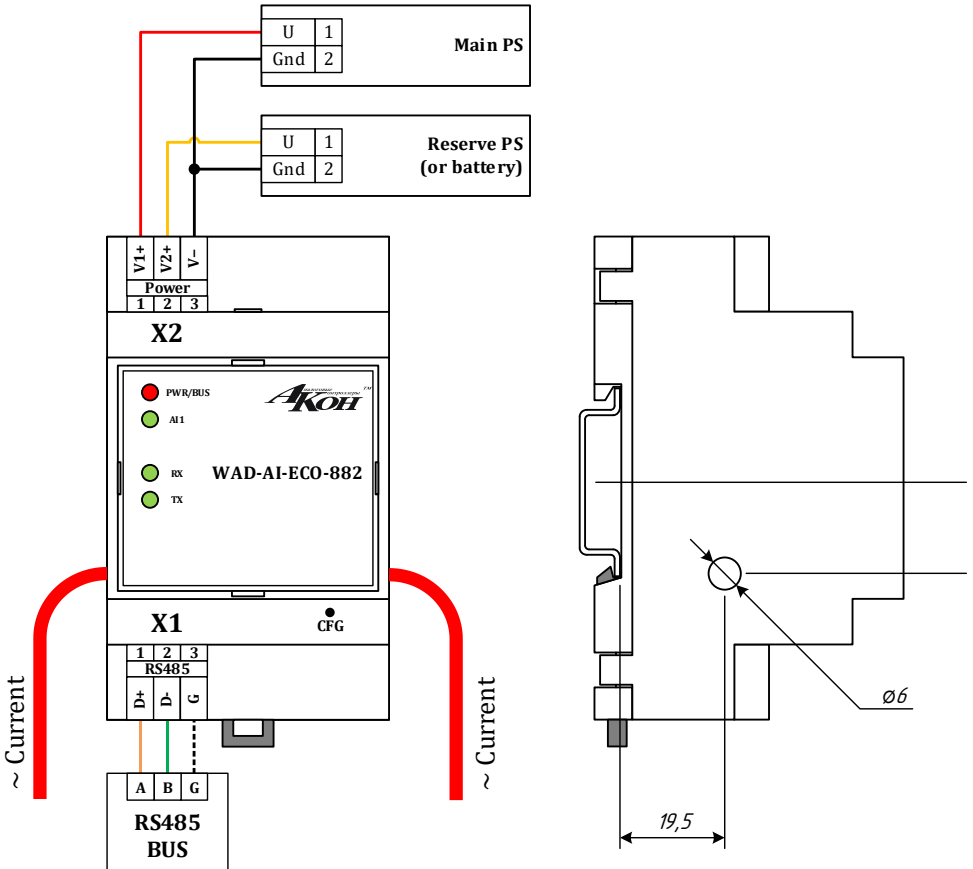 U 1
Gnd 2
Main PS
U 1
Gnd 2
Reserve PS
(or battery)
V1+ V2+ V−
Power
1 2 3
X2
PWR/BUS
AI1
RX
TX
АКОН
TM
WAD-AI-ECO-882
X1
CFG
1 2 3
RS485
D+ D- G
~ Current
~ Current
A B G
RS485
BUS
Ø6
19,5